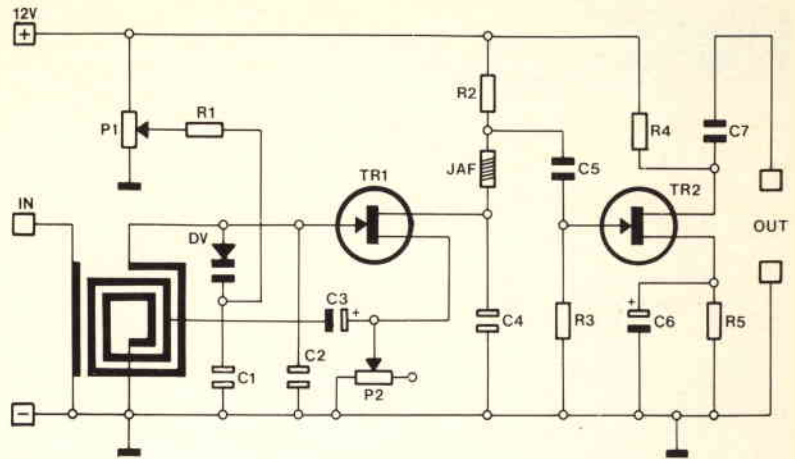 12V
+
R1
P1
R2
R4
C7
JAF
TR1
C5
TR2
IN
DV
OUT
C3
+
C4
R3
+
C6
R5
C1
C2
P2
−